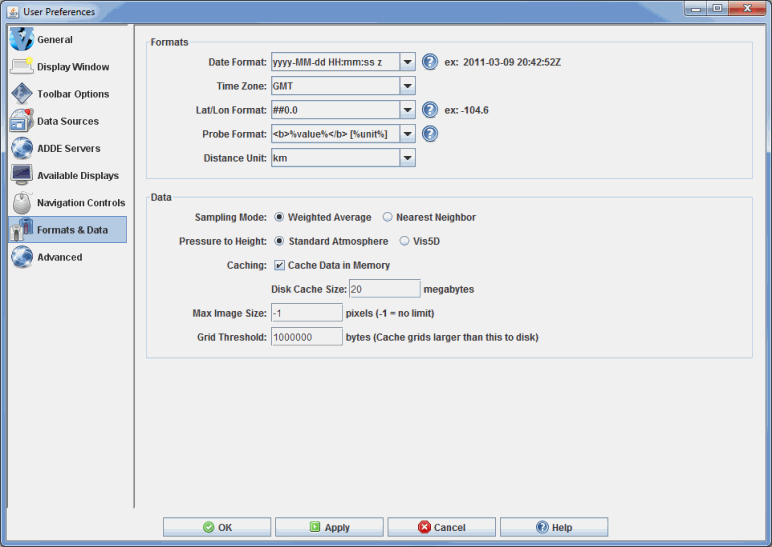 User Preferences
General
Display Window
Toolbar Options
Data Sources
ADDE Servers
Available Displays
Navigation Controls
Formats & Data
Advanced
Formats
Date Format: yyyy-MM-dd HH:mm:ss z ex: 2011-03-09 20:42:52Z
Time Zone: GMT
Lat/Lon Format: ##0.0 ex: -104.6
Probe Format: <b>%value%</b> [%unit%]
Distance Unit: km
Data
Sampling Mode: Weighted Average Nearest Neighbor
Pressure to Height: Standard Atmosphere Vis5D
Caching: Cache Data in Memory
Disk Cache Size: 20 megabytes
Max Image Size: -1 pixels (-1 = no limit)
Grid Threshold: 1000000 bytes (Cache grids larger than this to disk)
OK Apply Cancel Help